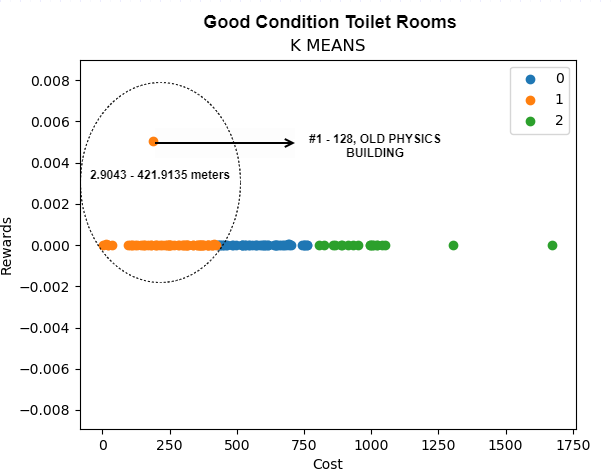 Good Condition Toilet Rooms
K MEANS
0
1
2
#1 - 128, OLD PHYSICS
BUILDING
2.9043 - 421.9135 meters
Rewards
0.008
0.006
0.004
0.002
0.000
−0.002
−0.004
−0.006
−0.008
0 250 500 750 1000 1250 1500 1750
Cost